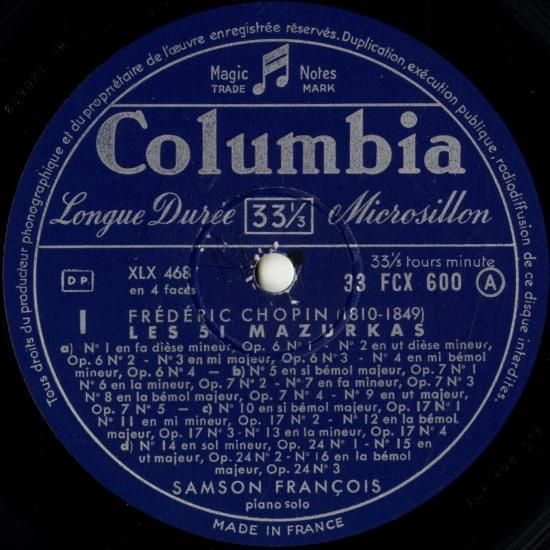 Tous droits du producteur phonographique et du propriétaire de l'œuvre enregistrée réservés. Duplication, exécution publique, radiodiffusion de ce disque interdites.
Magic Notes
TRADE MARK
Columbia
Longue Durée 33⅓ Microsillon
33⅓ tours minute
DP. XLX 468 33 FCX 600 A
en 4 faces
I FRÉDÉRIC CHOPIN (1810-1849)
LES 51 MAZURKAS
a) N° 1 en fa dièse mineur, Op. 6 N° 1 - N° 2 en ut dièse mineur,
Op. 6 N° 2 - N° 3 en mi majeur, Op. 6 N° 3 - N° 4 en mi bémol
mineur, Op. 6 N° 4 — b) N° 5 en si bémol majeur, Op. 7 N° 1
N° 6 en la mineur, Op. 7 N° 2 - N° 7 en fa mineur, Op. 7 N° 3
N° 8 en la bémol majeur, Op. 7 N° 4 - N° 9 en ut majeur,
Op. 7 N° 5 — c) N° 10 en si bémol majeur, Op. 17 N° 1
N° 11 en mi mineur, Op. 17 N° 2 - N° 12 en la bémol
majeur, Op. 17 N° 3 - N° 13 en la mineur, Op. 17 N° 4
d) N° 14 en sol mineur, Op. 24 N° 1 - N° 15 en
ut majeur, Op. 24 N° 2 - N° 16 en la bémol
majeur, Op. 24 N° 3
SAMSON FRANÇOIS
piano solo
MADE IN FRANCE